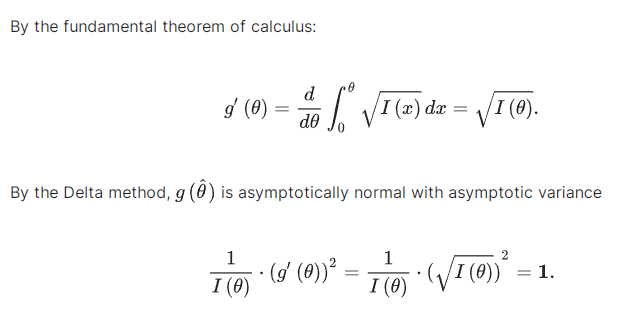 By the fundamental theorem of calculus:
g′ (θ) = d/dθ ∫₀^θ √I (x) dx = √I (θ).
By the Delta method, g (θ̂) is asymptotically normal with asymptotic variance
1/I (θ) · (g′ (θ))² = 1/I (θ) · (√I (θ))² = 1.